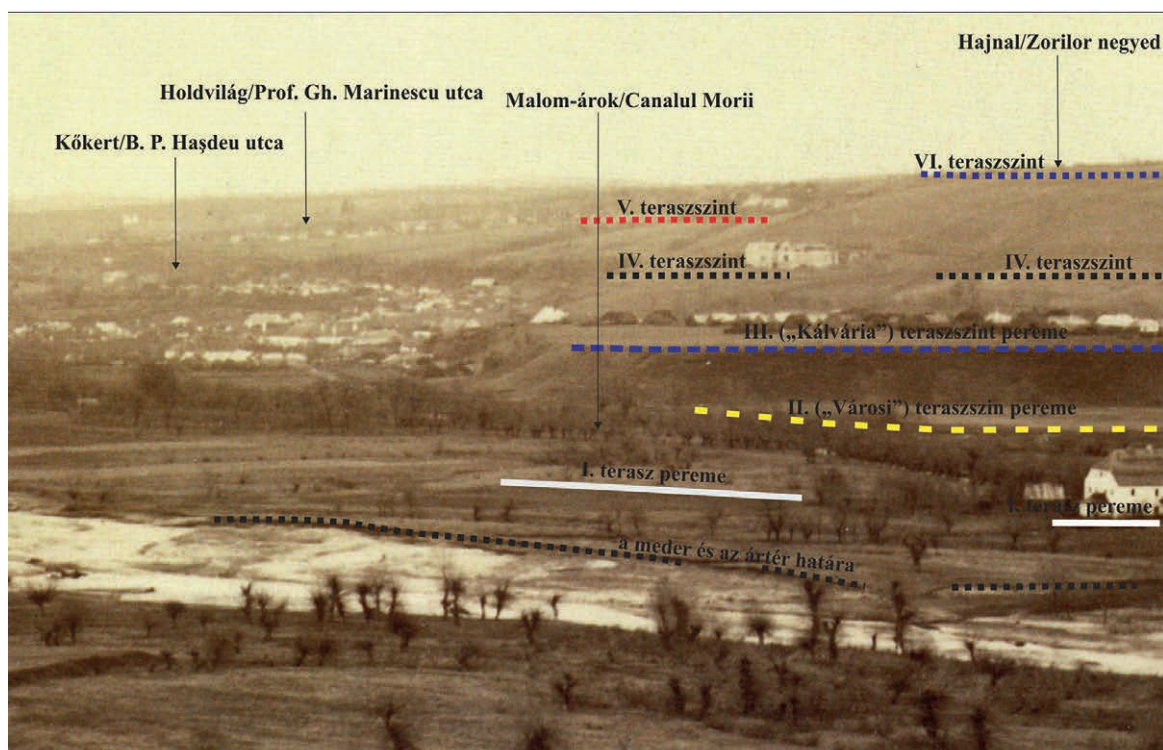 Hajnal/Zorilor negyed
Holdvilág/Prof. Gh. Marinescu utca
Malom-árok/Canalul Morii
Kőkert/B. P. Haşdeu utca
VI. teraszszint
V. teraszszint
IV. teraszszint
IV. teraszszint
III. („Kálvária”) teraszszint pereme
II. („Városi”) teraszszin pereme
I. terasz pereme
I. terasz pereme
a meder és az ártér határa